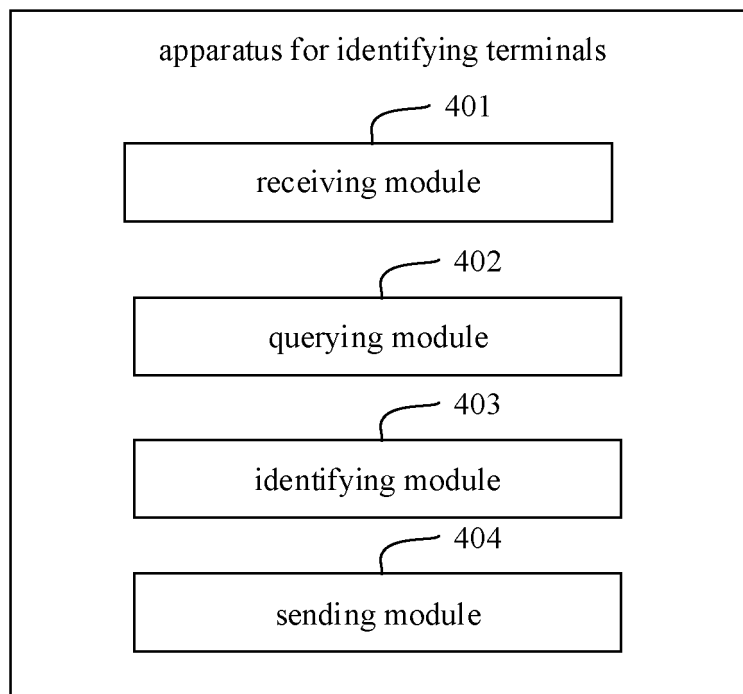 apparatus for identifying terminals
401
receiving module
402
querying module
403
identifying module
404
sending module